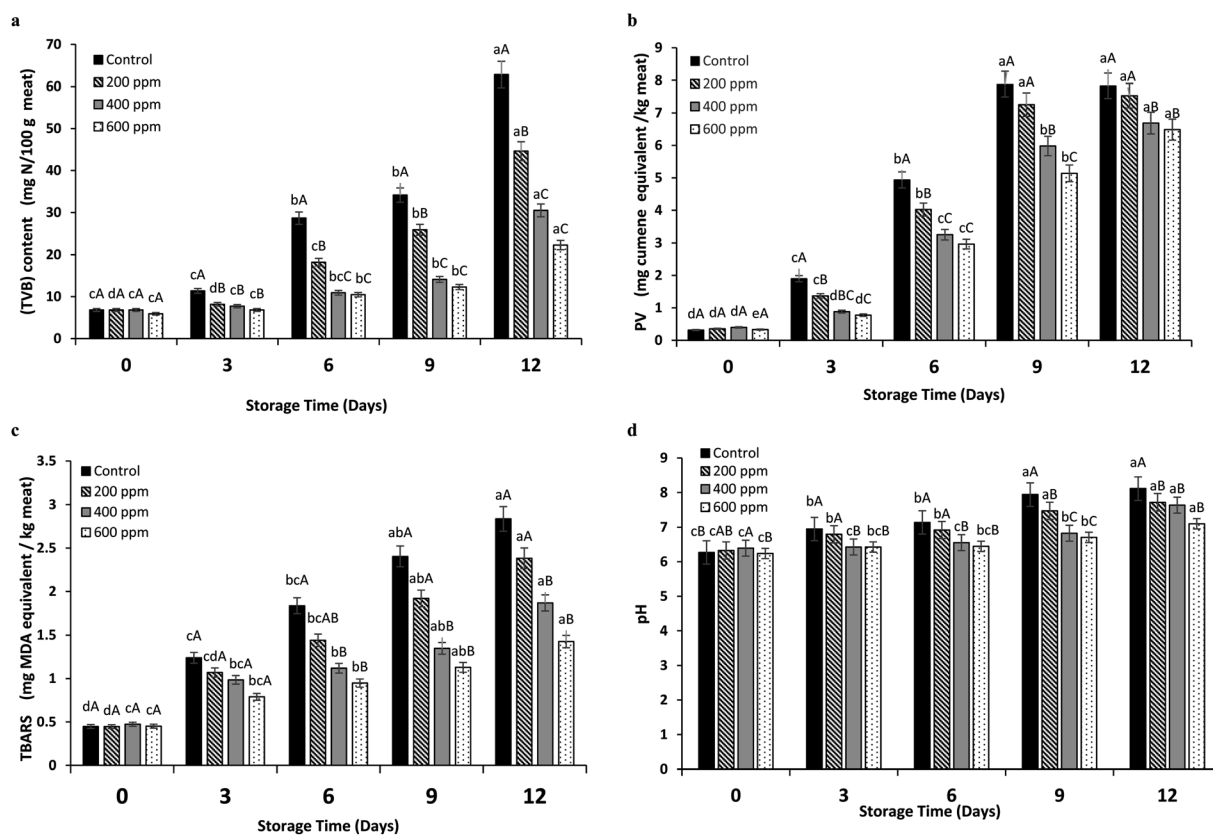 a
(TVB) content (mg N/100 g meat)
70
60
50
40
30
20
10
0
Control
200 ppm
400 ppm
600 ppm
cA dA cA cA
cA dB cB cB
bA cB bcC bC
bA bB bC bC
aA aB aC aC
0 3 6 9 12
Storage Time (Days)
b
PV (mg cumene equivalent /kg meat)
9
8
7
6
5
4
3
2
1
0
Control
200 ppm
400 ppm
600 ppm
dA dA dA eA
cA cB dBC dC
bA bB cC cC
aA aA bB bC
aA aA aB aB
0 3 6 9 12
Storage Time (Days)
c
TBARS (mg MDA equivalent / kg meat)
3.5
3
2.5
2
1.5
1
0.5
0
Control
200 ppm
400 ppm
600 ppm
dA dA cA cA
cA cdA bcA bcA
bcA bcAB bB bB
abA abA abB abB
aA aA aB aB
0 3 6 9 12
Storage Time (Days)
d
pH
9
8
7
6
5
4
3
2
1
0
Control
200 ppm
400 ppm
600 ppm
cB cAB cA cB
bA bA cB bcB
bA bA cB bcB
aA aB bC bC
aA aB aB aB
0 3 6 9 12
Storage Time (Days)